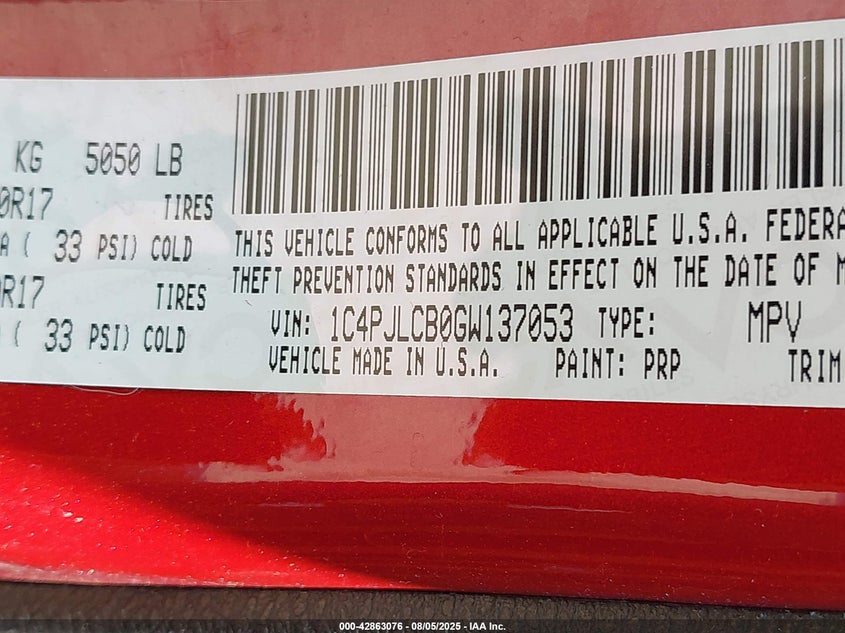 KG 5050 LB
0R17 TIRES
A ( 33 PSI) COLD
0R17 TIRES
( 33 PSI) COLD
THIS VEHICLE CONFORMS TO ALL APPLICABLE U.S.A. FEDERA
THEFT PREVENTION STANDARDS IN EFFECT ON THE DATE OF M
VIN: 1C4PJLCB0GW137053 TYPE: MPV
VEHICLE MADE IN U.S.A. PAINT: PRP TRIM
000-42863076 - 08/05/2025 - IAA Inc.